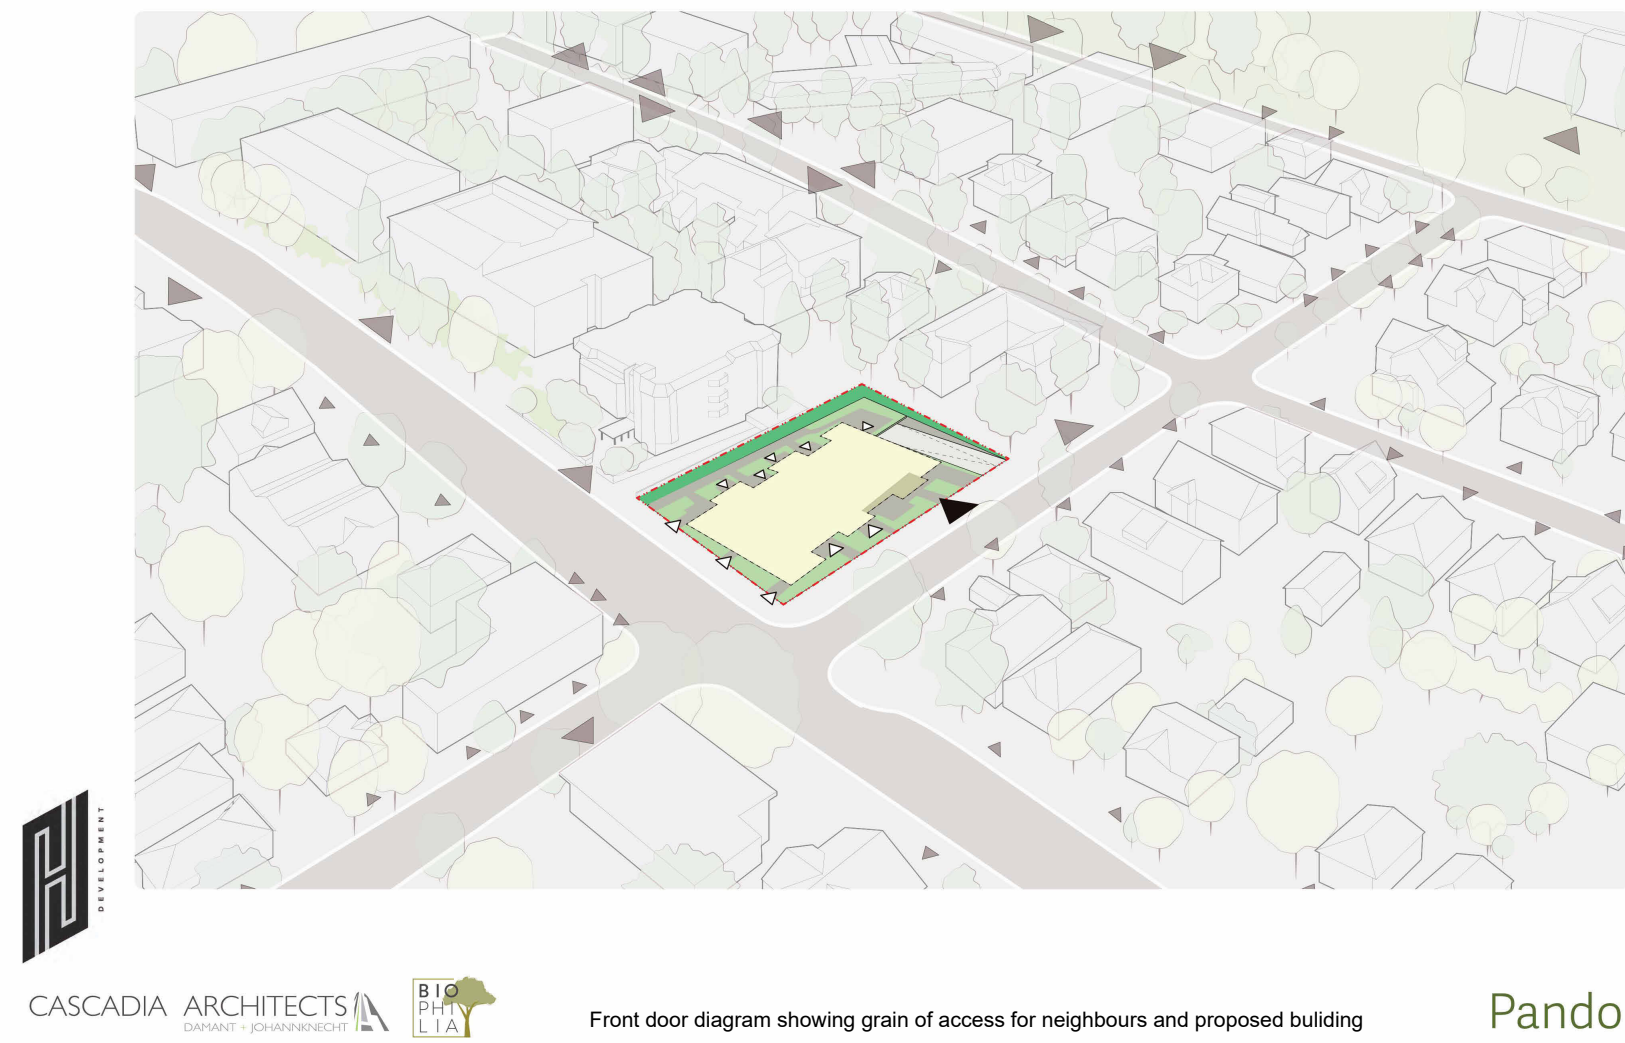 DEVELOPMENT
CASCADIA ARCHITECTS
DAMANT + JOHANNKNECHT
BIO
PHI
LIA
Front door diagram showing grain of access for neighbours and proposed buliding
Pando